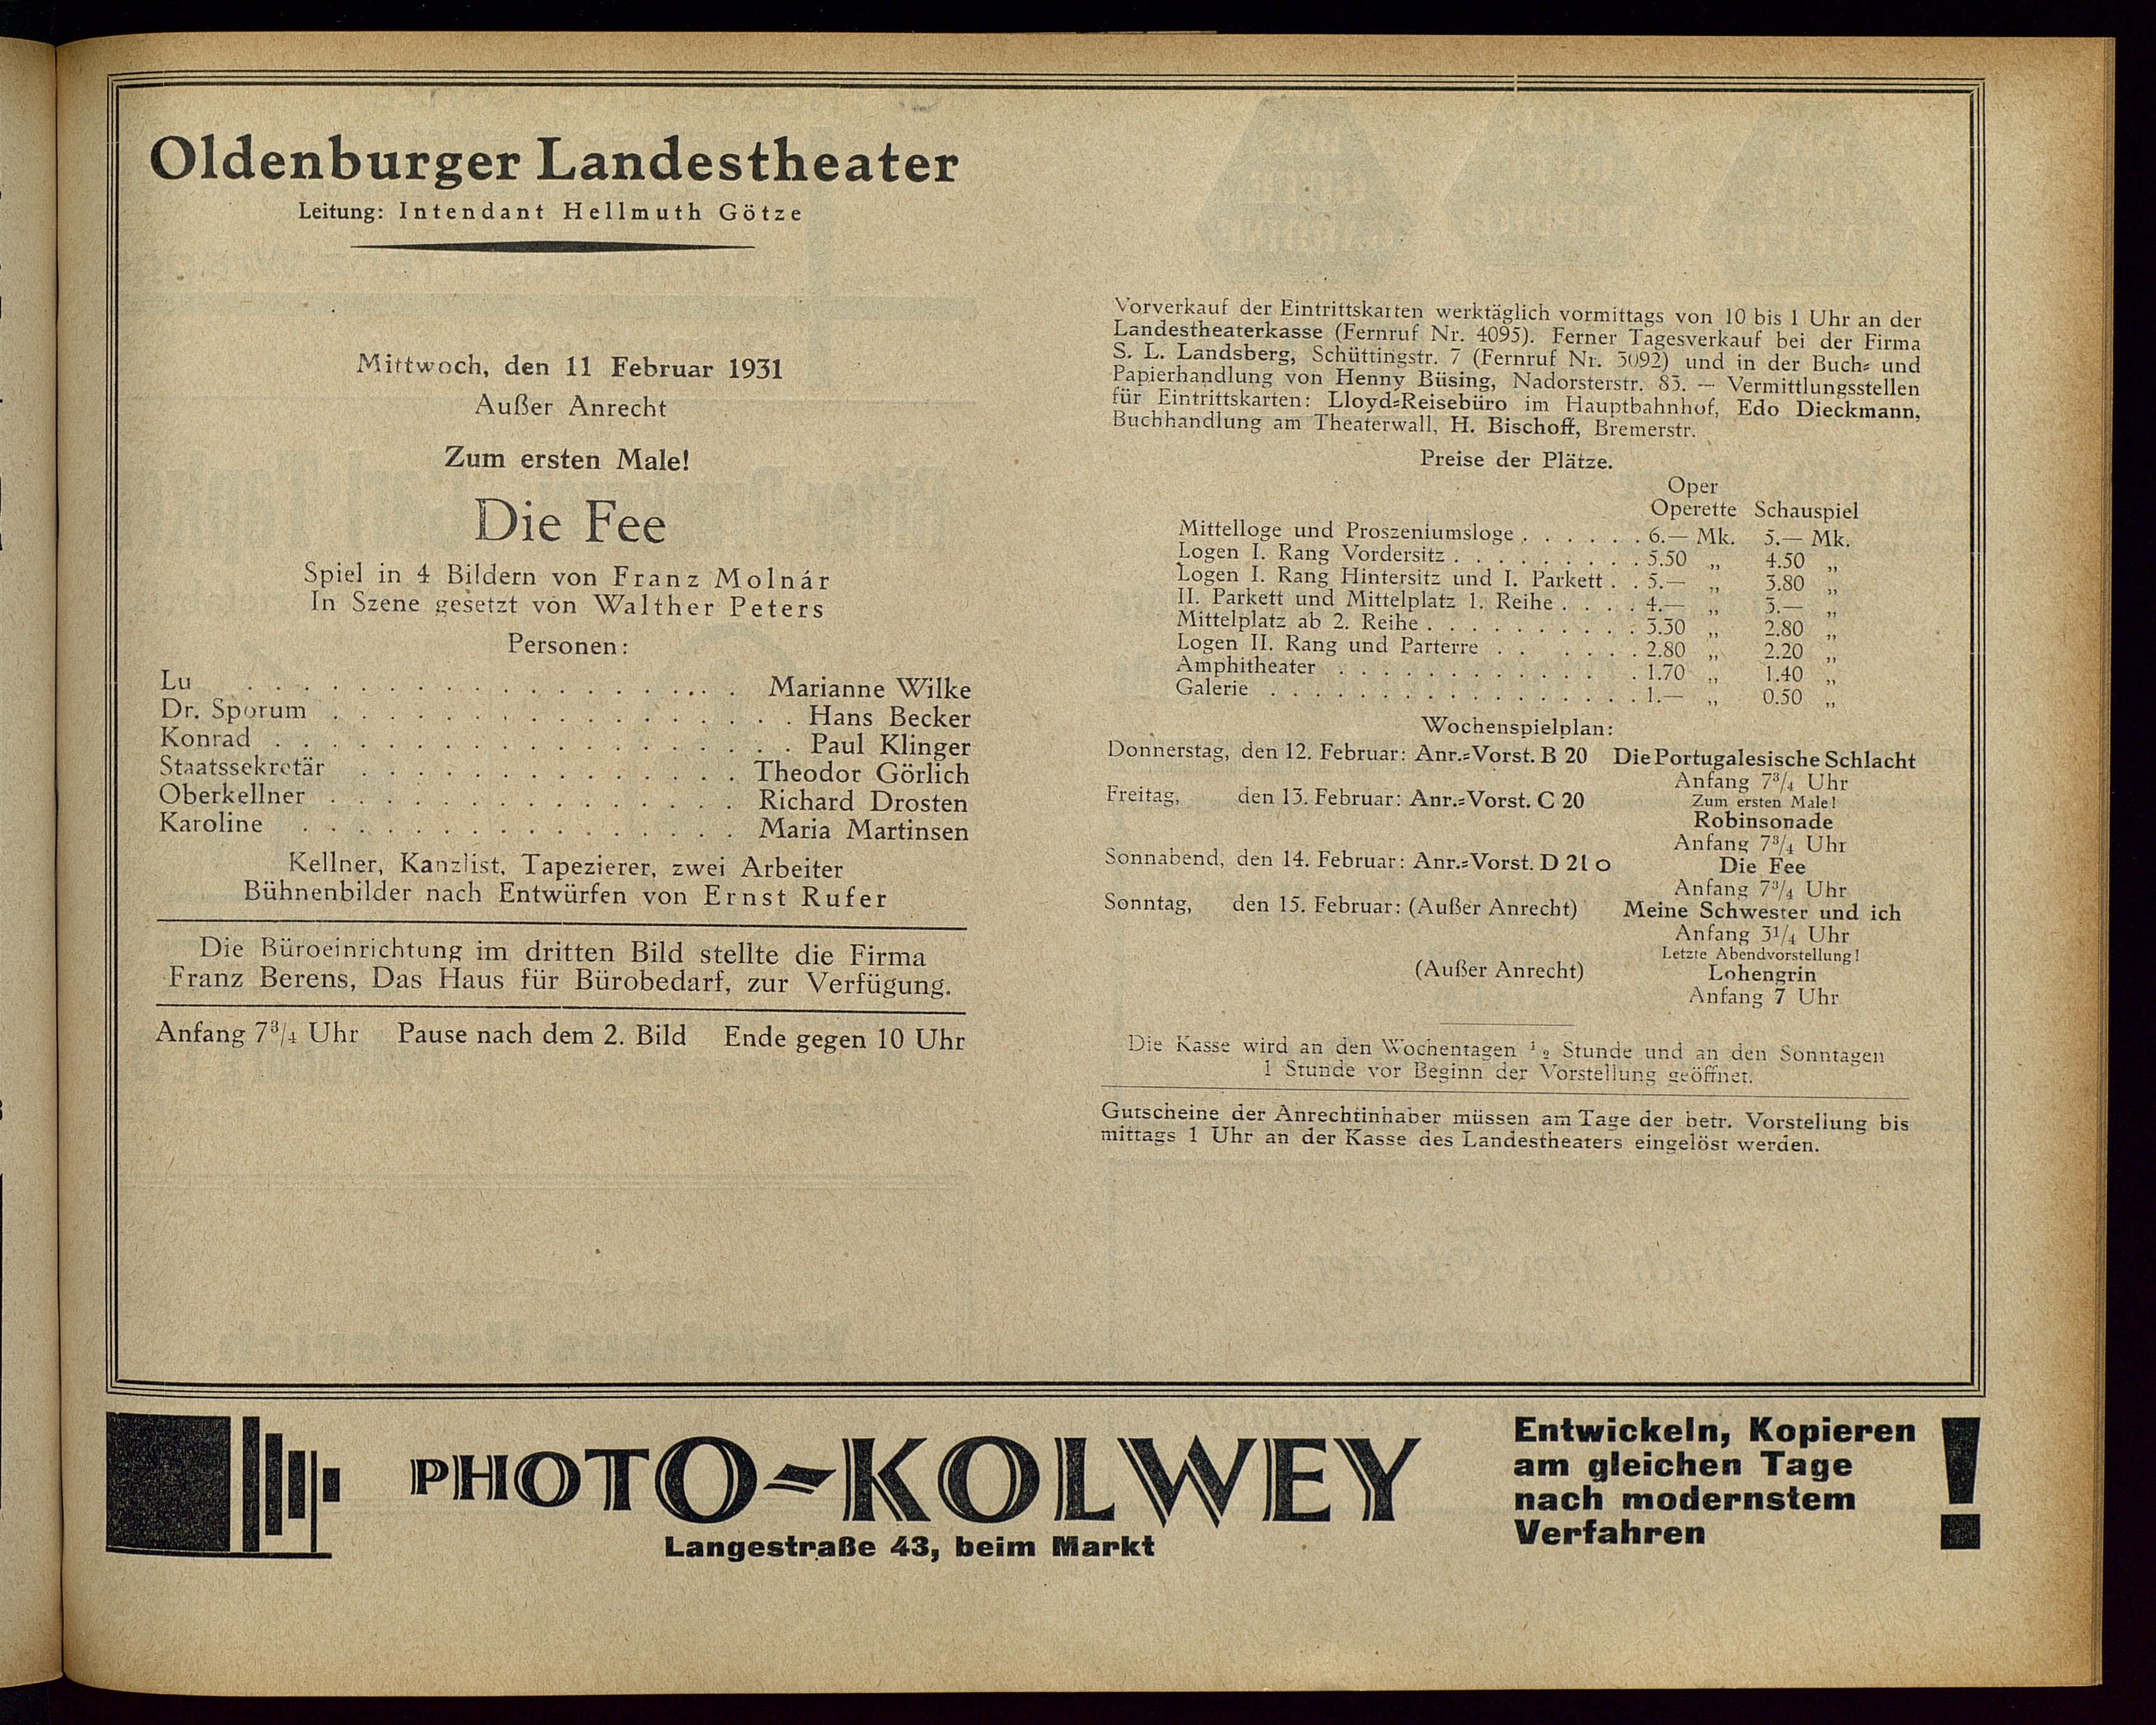 Oldenburger Landestheater
Leitung: Intendant Hellmuth Götze
Mittwoch, den 11 Februar 1931
Außer Anrecht
Zum ersten Male!
Die Fee
Spiel in 4 Bildern von Franz Molnár
In Szene gesetzt von Walther Peters
Personen:
Lu . . . . . . . . . . . . . . . . . . Marianne Wilke
Dr. Sporum . . . . . . . . . . . . . . . . . Hans Becker
Konrad . . . . . . . . . . . . . . . . . . . Paul Klinger
Staatssekretär . . . . . . . . . . . . . . Theodor Görlich
Oberkellner . . . . . . . . . . . . . . . Richard Drosten
Karoline . . . . . . . . . . . . . . . . Maria Martinsen
Kellner, Kanzlist, Tapezierer, zwei Arbeiter
Bühnenbilder nach Entwürfen von Ernst Rufer
Die Büroeinrichtung im dritten Bild stellte die Firma
Franz Berens, Das Haus für Bürobedarf, zur Verfügung.
Anfang 7³/₄ Uhr Pause nach dem 2. Bild Ende gegen 10 Uhr
Vorverkauf der Eintrittskarten werktäglich vormittags von 10 bis 1 Uhr an der
Landestheaterkasse (Fernruf Nr. 4095). Ferner Tagesverkauf bei der Firma
S. L. Landsberg, Schüttingstr. 7 (Fernruf Nr. 3092) und in der Buch= und
Papierhandlung von Henny Büsing, Nadorsterstr. 83. — Vermittlungsstellen
für Eintrittskarten: Lloyd=Reisebüro im Hauptbahnhof, Edo Dieckmann,
Buchhandlung am Theaterwall, H. Bischoff, Bremerstr.
Preise der Plätze.
Oper
Operette Schauspiel
Mittelloge und Proszeniumsloge . . . . . . 6.— Mk. 5.— Mk.
Logen I. Rang Vordersitz . . . . . . . . . 5.50 „ 4.50 „
Logen I. Rang Hintersitz und I. Parkett . . 5.— „ 3.80 „
II. Parkett und Mittelplatz 1. Reihe . . . . 4.— „ 3.— „
Mittelplatz ab 2. Reihe . . . . . . . . . . 3.30 „ 2.80 „
Logen II. Rang und Parterre . . . . . . 2.80 „ 2.20 „
Amphitheater . . . . . . . . . . . . 1.70 „ 1.40 „
Galerie . . . . . . . . . . . . . . . . 1.— „ 0.50 „
Wochenspielplan:
Donnerstag, den 12. Februar: Anr.=Vorst. B 20 Die Portugalesische Schlacht
Anfang 7³/₄ Uhr
Freitag, den 13. Februar: Anr.=Vorst. C 20 Zum ersten Male!
Robinsonade
Anfang 7³/₄ Uhr
Sonnabend, den 14. Februar: Anr.=Vorst. D 21 o Die Fee
Anfang 7³/₄ Uhr
Sonntag, den 15. Februar: (Außer Anrecht) Meine Schwester und ich
Anfang 3¹/₄ Uhr
Letzte Abendvorstellung!
(Außer Anrecht) Lohengrin
Anfang 7 Uhr
Die Kasse wird an den Wochentagen ¹/₂ Stunde und an den Sonntagen
1 Stunde vor Beginn der Vorstellung geöffnet.
Gutscheine der Anrechtinhaber müssen am Tage der betr. Vorstellung bis
mittags 1 Uhr an der Kasse des Landestheaters eingelöst werden.
PHOTO=KOLWEY
Langestraße 43, beim Markt
Entwickeln, Kopieren
am gleichen Tage
nach modernstem
Verfahren !